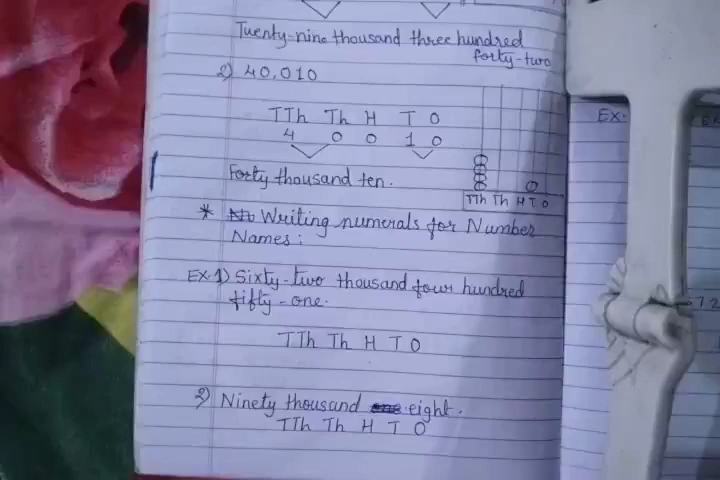 Twenty-nine thousand three hundred
forty-two
2) 40,010
TTh Th H T O
4 0 0 1 0
Forty thousand ten.
TTh Th H T O
* Writing numerals for Number
Names:
EX. 1) Sixty-two thousand four hundred
fifty-one.
TTh Th H T O
2) Ninety thousand eight.
TTh Th H T O
EX.